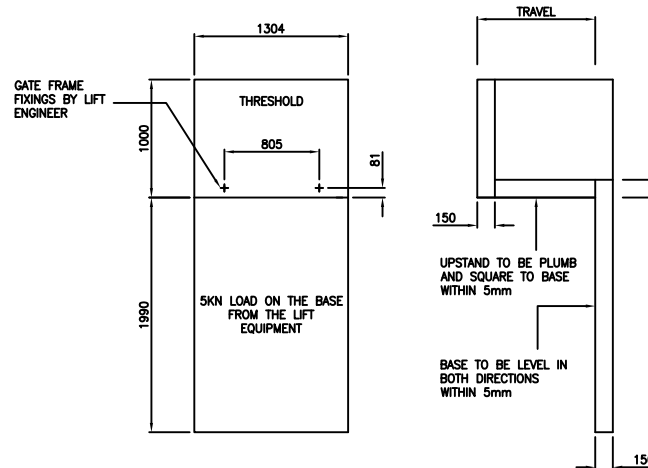 1304
TRAVEL
GATE FRAME
FIXINGS BY LIFT
ENGINEER
THRESHOLD
1000
805
81
150
UPSTAND TO BE PLUMB
AND SQUARE TO BASE
WITHIN 5mm
1990
5KN LOAD ON THE BASE
FROM THE LIFT
EQUIPMENT
BASE TO BE LEVEL IN
BOTH DIRECTIONS
WITHIN 5mm
150